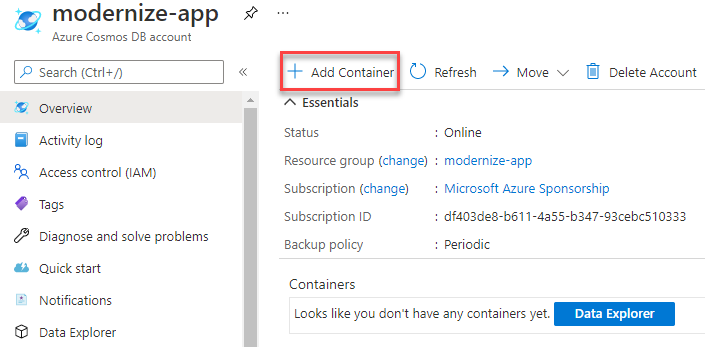 modernize-app ...
Azure Cosmos DB account
Search (Ctrl+/) «
+ Add Container Refresh Move Delete Account
Overview
Activity log
Access control (IAM)
Tags
Diagnose and solve problems
Quick start
Notifications
Data Explorer
Essentials
Status : Online
Resource group (change) : modernize-app
Subscription (change) : Microsoft Azure Sponsorship
Subscription ID : df403de8-b611-4a55-b347-93cebc510333
Backup policy : Periodic
Containers
Looks like you don't have any containers yet. Data Explorer